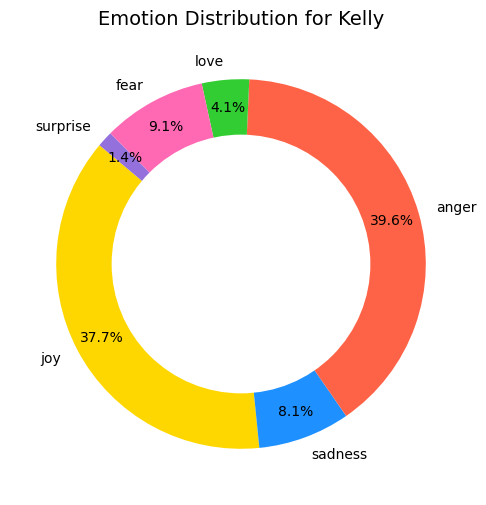 Emotion Distribution for Kelly
love
fear
4.1%
9.1%
surprise
1.4%
anger
39.6%
37.7%
joy
8.1%
sadness